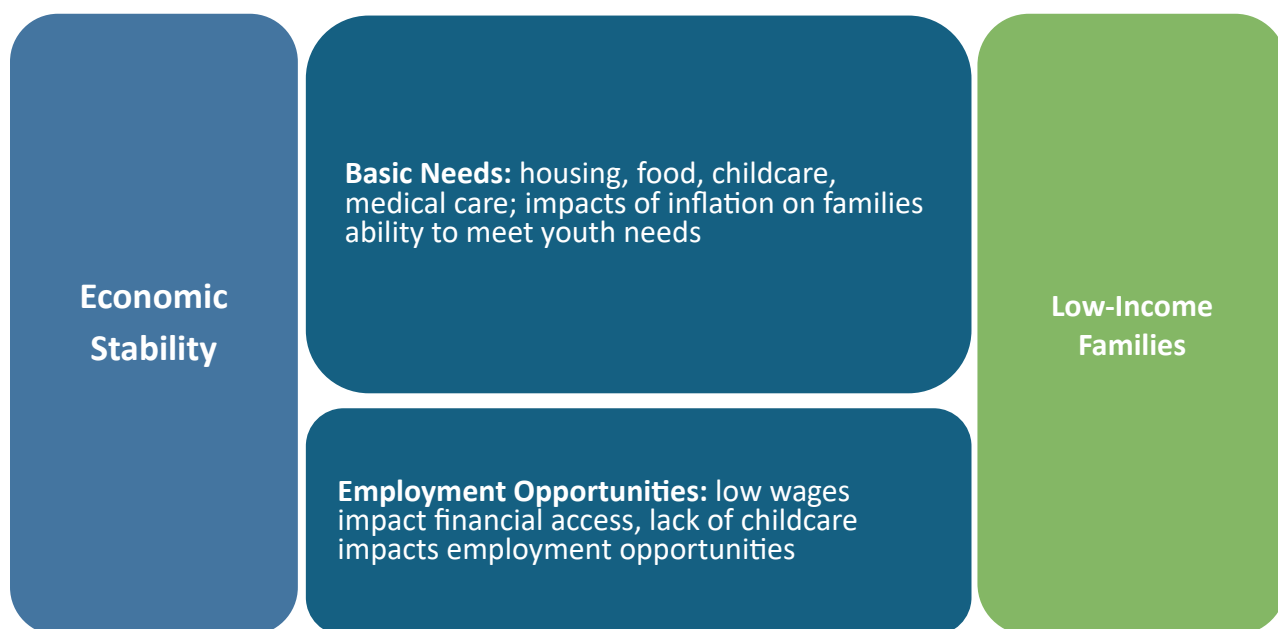 Economic
Stability
Basic Needs: housing, food, childcare,
medical care; impacts of inflation on families
ability to meet youth needs
Employment Opportunities: low wages
impact financial access, lack of childcare
impacts employment opportunities
Low-Income
Families